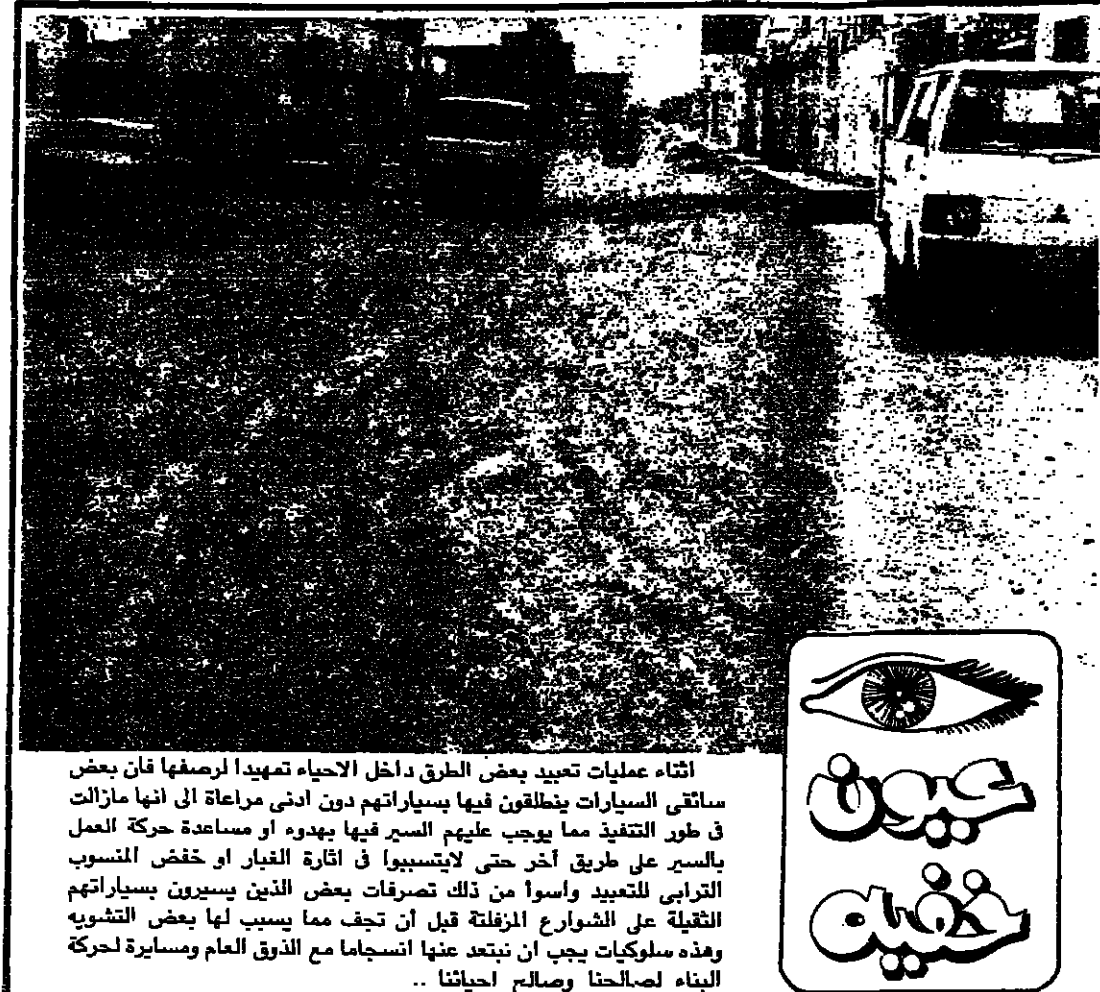 اثناء عمليات تعبيد بعض الطرق داخل الاحياء تمهيدا لرصفها فأن بعض
سائقى السيارات ينطلقون فيها بسياراتهم دون ادنى مراعاة الى انها مازالت
فى طور التنفيذ مما يوجب عليهم السير فيها بهدوء او مساعدة حركة العمل
بالسير على طريق أخر حتى لايتسببوا فى اثارة الغبار او خفض المنسوب
الترابى للتعبيد واسوأ من ذلك تصرفات بعض الذين يسيرون بسياراتهم
الثقيلة على الشوارع المزفلتة قبل أن تجف مما يسبب لها بعض التشويه
وهذه سلوكيات يجب ان نبتعد عنها انسجاما مع الذوق العام ومسايرة لحركة
البناء لصالحنا وصالح احيائنا ..
عيون
خفيه